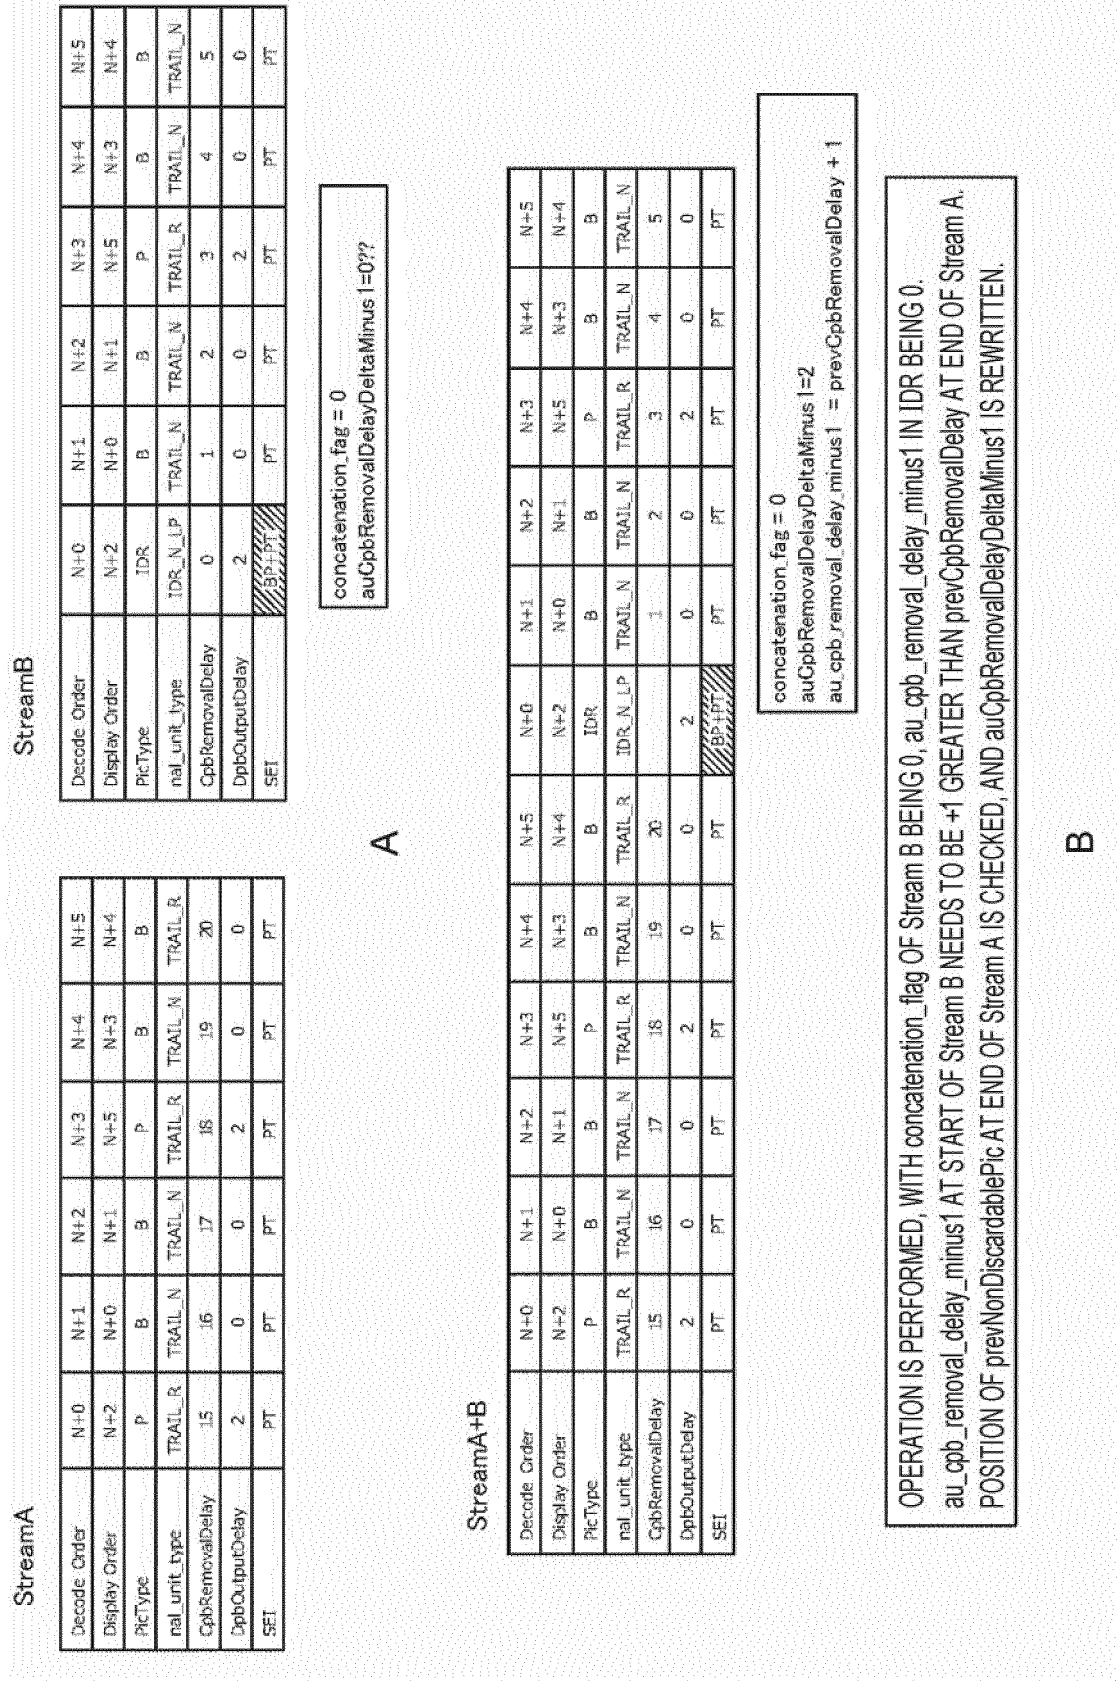 StreamA
Decode Order N+0 N+1 N+2 N+3 N+4 N+5
Display Order N+2 N+0 N+1 N+5 N+3 N+4
PicType P B B P B B
nal_unit_type TRAIL_R TRAIL_N TRAIL_N TRAIL_R TRAIL_N TRAIL_R
CpbRemovalDelay 15 16 17 18 19 20
DpbOutputDelay 2 0 0 2 0 0
SEI PT PT PT PT PT PT
StreamB
Decode Order N+0 N+1 N+2 N+3 N+4 N+5
Display Order N+2 N+0 N+1 N+5 N+3 N+4
PicType IDR B B P B B
nal_unit_type IDR_N_LP TRAIL_N TRAIL_N TRAIL_R TRAIL_N TRAIL_N
CpbRemovalDelay 0 1 2 3 4 5
DpbOutputDelay 2 0 0 2 0 0
SEI BP+PT PT PT PT PT PT
concatenation_fag = 0
auCpbRemovalDelayDeltaMinus1=0??
A
StreamA+B
Decode Order N+0 N+1 N+2 N+3 N+4 N+5 N+0 N+1 N+2 N+3 N+4 N+5
Display Order N+2 N+0 N+1 N+5 N+3 N+4 N+2 N+0 N+1 N+5 N+3 N+4
PicType P B B P B B IDR B B P B B
nal_unit_type TRAIL_R TRAIL_N TRAIL_N TRAIL_R TRAIL_N TRAIL_R IDR_N_LP TRAIL_N TRAIL_N TRAIL_R TRAIL_N TRAIL_N
CpbRemovalDelay 15 16 17 18 19 20 1 2 3 4 5
DpbOutputDelay 2 0 0 2 0 0 2 0 0 2 0 0
SEI PT PT PT PT PT PT BP+PT PT PT PT PT PT
concatenation_fag = 0
auCpbRemovalDelayDeltaMinus1=2
au_cpb_removal_delay_minus1 = prevCpbRemovalDelay + 1
OPERATION IS PERFORMED, WITH concatenation_flag OF Stream B BEING 0, au_cpb_removal_delay_minus1 IN IDR BEING 0.
au_cpb_removal_delay_minus1 AT START OF Stream B NEEDS TO BE +1 GREATER THAN prevCpbRemovalDelay AT END OF Stream A.
POSITION OF prevNonDiscardablePic AT END OF Stream A IS CHECKED, AND auCpbRemovalDelayDeltaMinus1 IS REWRITTEN.
B